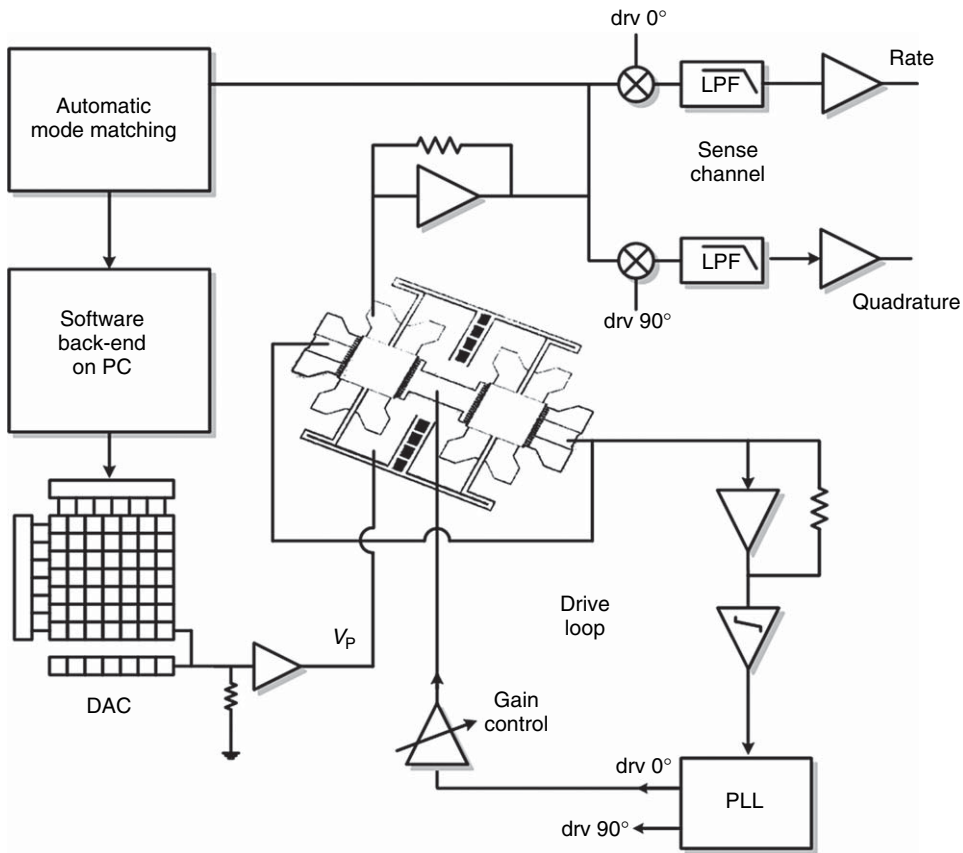 drv 0°
Rate
LPF
Automatic
mode matching
Sense
channel
LPF
Quadrature
drv 90°
Software
back-end
on PC
Drive
loop
VP
DAC
Gain
control
drv 0°
PLL
drv 90°